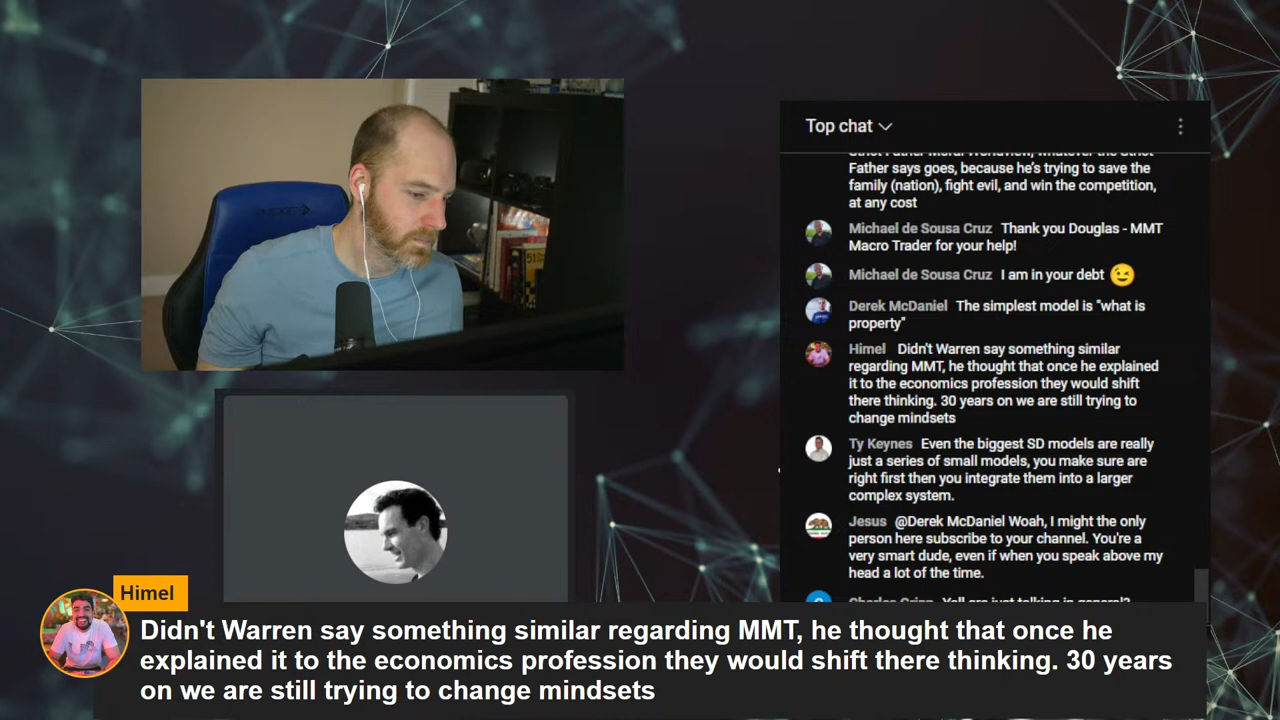 Top chat
Father says goes, because he's trying to save the
family (nation), fight evil, and win the competition,
at any cost
Michael de Sousa Cruz Thank you Douglas - MMT
Macro Trader for your help!
Michael de Sousa Cruz I am in your debt 😉
Derek McDaniel The simplest model is "what is
property"
Himel Didn't Warren say something similar
regarding MMT, he thought that once he explained
it to the economics profession they would shift
there thinking. 30 years on we are still trying to
change mindsets
Ty Keynes Even the biggest SD models are really
just a series of small models, you make sure are
right first then you integrate them into a larger
complex system.
Jesus @Derek McDaniel Woah, I might the only
person here subscribe to your channel. You're a
very smart dude, even if when you speak above my
head a lot of the time.
Himel
Didn't Warren say something similar regarding MMT, he thought that once he
explained it to the economics profession they would shift there thinking. 30 years
on we are still trying to change mindsets